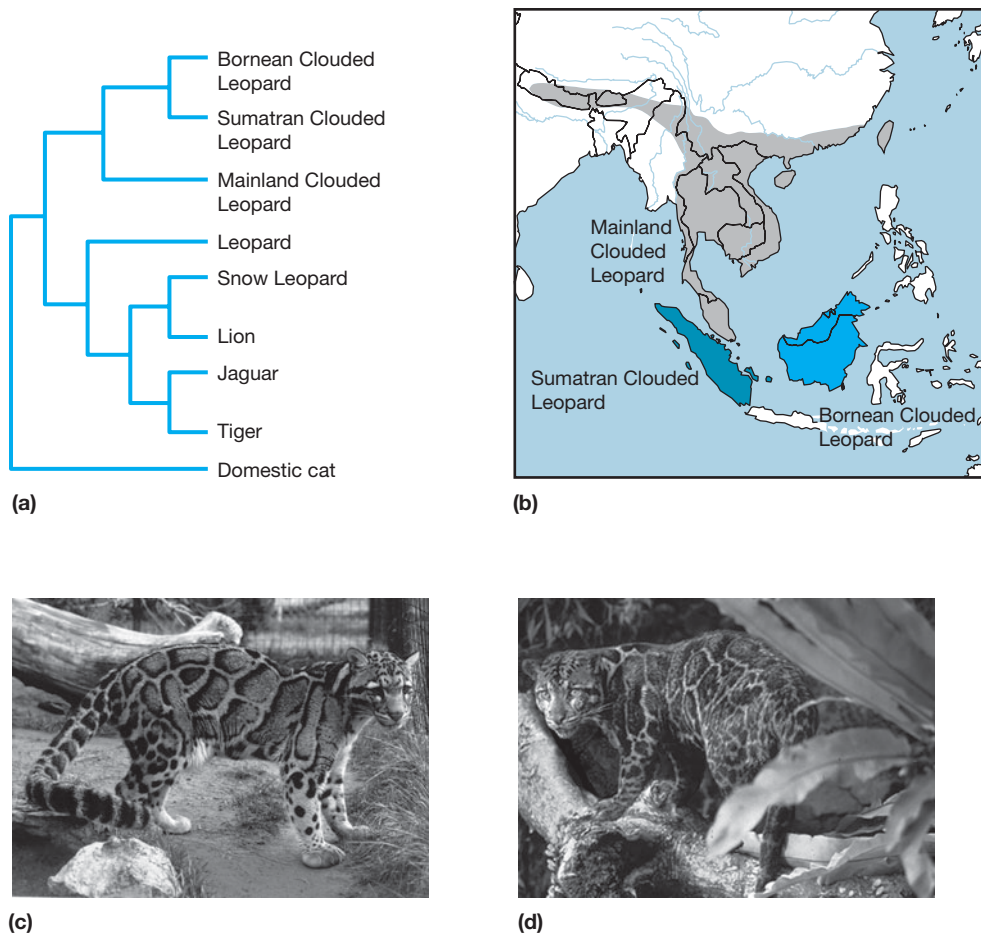 Bornean Clouded
Leopard
Sumatran Clouded
Leopard
Mainland Clouded
Leopard
Leopard
Snow Leopard
Lion
Jaguar
Tiger
Domestic cat
(a)
Mainland
Clouded
Leopard
Sumatran Clouded
Leopard
Bornean Clouded
Leopard
(b)
(c)
(d)